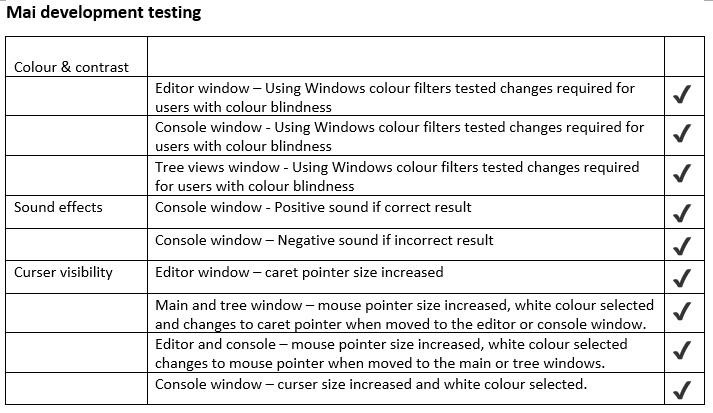 Mai development testing
Colour & contrast
Editor window – Using Windows colour filters tested changes required for
users with colour blindness
✓
Console window - Using Windows colour filters tested changes required for
users with colour blindness
✓
Tree views window - Using Windows colour filters tested changes required
for users with colour blindness
✓
Sound effects
Console window - Positive sound if correct result
✓
Console window – Negative sound if incorrect result
✓
Curser visibility
Editor window – caret pointer size increased
✓
Main and tree window – mouse pointer size increased, white colour selected
and changes to caret pointer when moved to the editor or console window.
✓
Editor and console – mouse pointer size increased, white colour selected
changes to mouse pointer when moved to the main or tree windows.
✓
Console window – curser size increased and white colour selected.
✓